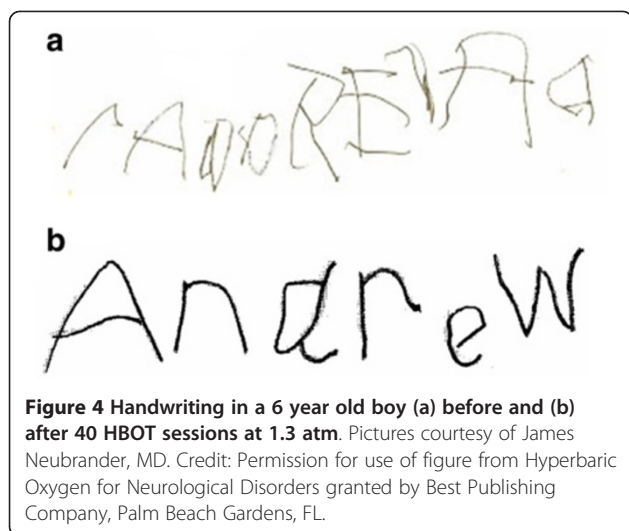 a
b
Andrew
Figure 4 Handwriting in a 6 year old boy (a) before and (b)
after 40 HBOT sessions at 1.3 atm. Pictures courtesy of James
Neubrander, MD. Credit: Permission for use of figure from Hyperbaric
Oxygen for Neurological Disorders granted by Best Publishing
Company, Palm Beach Gardens, FL.